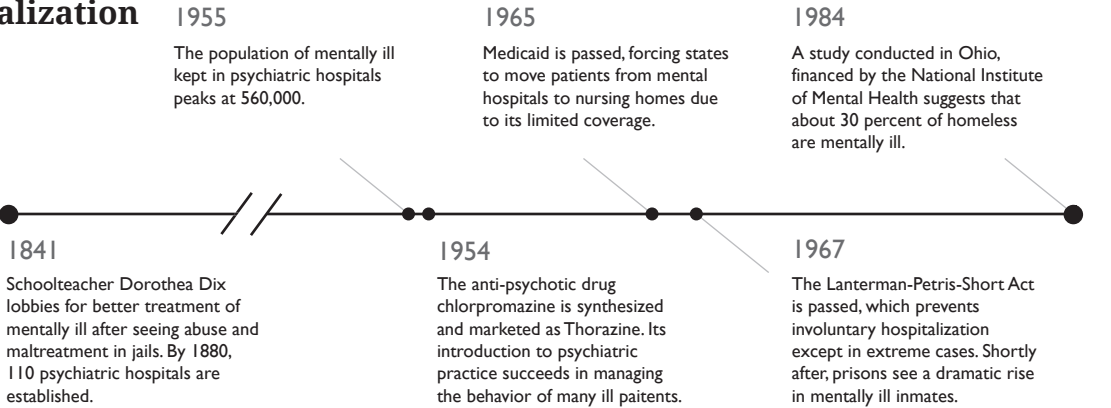 alization
1955
The population of mentally ill
kept in psychiatric hospitals
peaks at 560,000.
1965
Medicaid is passed, forcing states
to move patients from mental
hospitals to nursing homes due
to its limited coverage.
1984
A study conducted in Ohio,
financed by the National Institute
of Mental Health suggests that
about 30 percent of homeless
are mentally ill.
1841
Schoolteacher Dorothea Dix
lobbies for better treatment of
mentally ill after seeing abuse and
maltreatment in jails. By 1880,
110 psychiatric hospitals are
established.
1954
The anti-psychotic drug
chlorpromazine is synthesized
and marketed as Thorazine. Its
introduction to psychiatric
practice succeeds in managing
the behavior of many ill paitents.
1967
The Lanterman-Petris-Short Act
is passed, which prevents
involuntary hospitalization
except in extreme cases. Shortly
after, prisons see a dramatic rise
in mentally ill inmates.